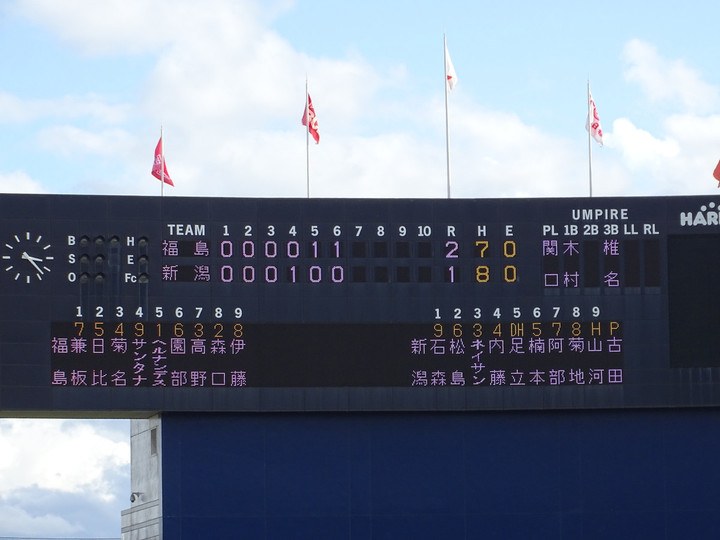 UMPIRE
TEAM 1 2 3 4 5 6 7 8 9 10 R H E PL 1B 2B 3B LL RL
B H 福島 0 0 0 0 1 1 2 7 0 関口 木村 椎名
S E 新潟 0 0 0 1 0 0 1 8 0
O Fc
HAR
1 2 3 4 5 6 7 8 9
7 5 4 9 1 6 3 2 8
福島 兼板 日比 菊名 サンタナ ヘルナンデス 園部 高野 森口 伊藤
1 2 3 4 5 6 7 8 9
9 6 3 4 DH 5 7 8 H P
新潟 石森 松島 ネイサン 内藤 足立 楠本 阿部 菊地 山河 古田